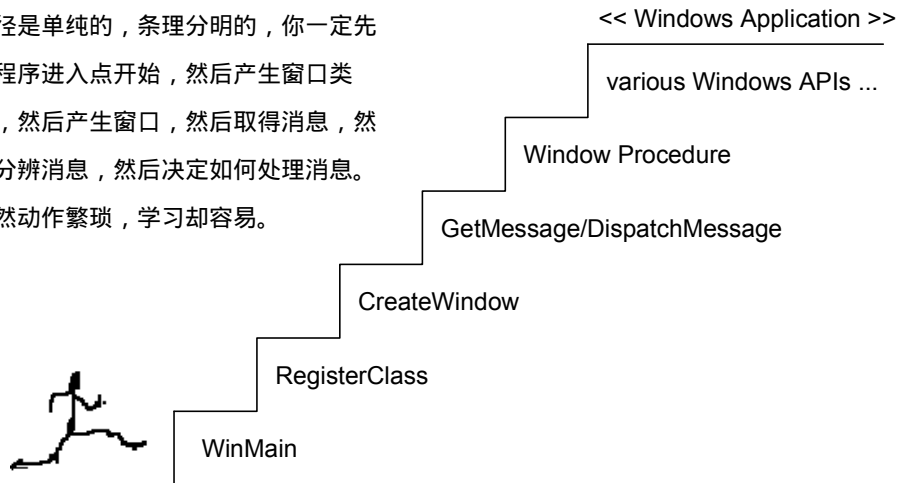 径是单纯的，条理分明的，你一定先
程序进入点开始，然后产生窗口类
，然后产生窗口，然后取得消息，然
分辨消息，然后决定如何处理消息。
然动作繁琐，学习却容易。
<< Windows Application >>
various Windows APIs ...
Window Procedure
GetMessage/DispatchMessage
CreateWindow
RegisterClass
WinMain